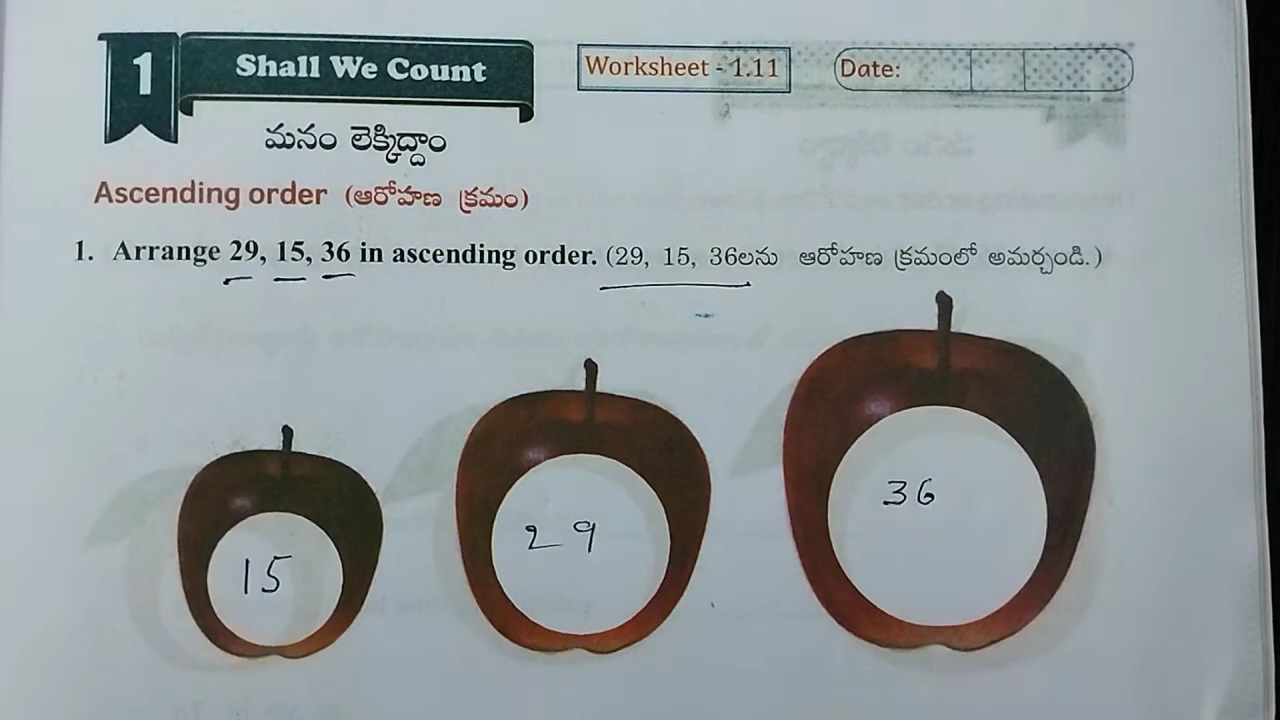 1
Shall We Count
Worksheet - 1.11
Date:
మనం లెక్కిద్దాం
Ascending order (ఆరోహణ క్రమం)
1. Arrange 29, 15, 36 in ascending order. (29, 15, 36లను ఆరోహణ క్రమంలో అమర్చండి.)
15
29
36